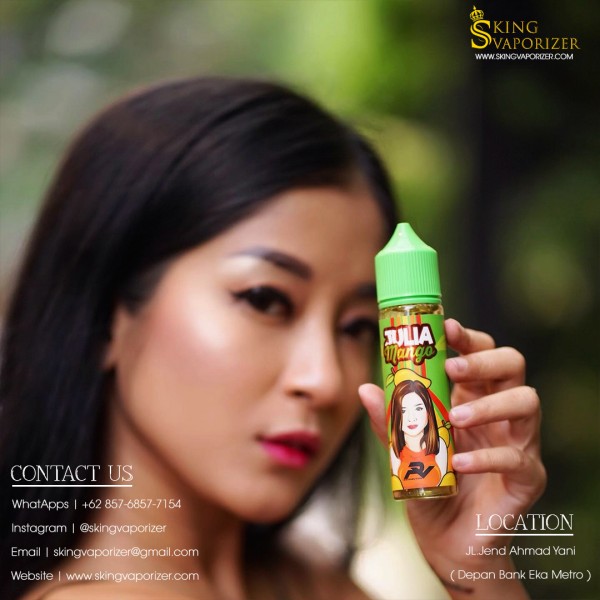 SKING
VAPORIZER
WWW.SKINGVAPORIZER.COM
JULIA
Mango
RV
CONTACT US
WhatApps | +62 857-6857-7154
Instagram | @skingvaporizer
Email | skingvaporizer@gmail.com
Website | www.skingvaporizer.com
LOCATION
JL.Jend Ahmad Yani
( Depan Bank Eka Metro )